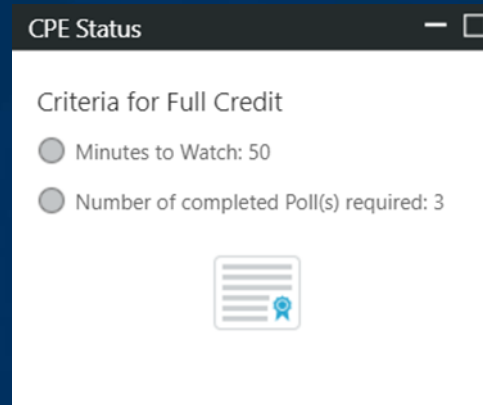 CPE Status
Criteria for Full Credit
Minutes to Watch: 50
Number of completed Poll(s) required: 3